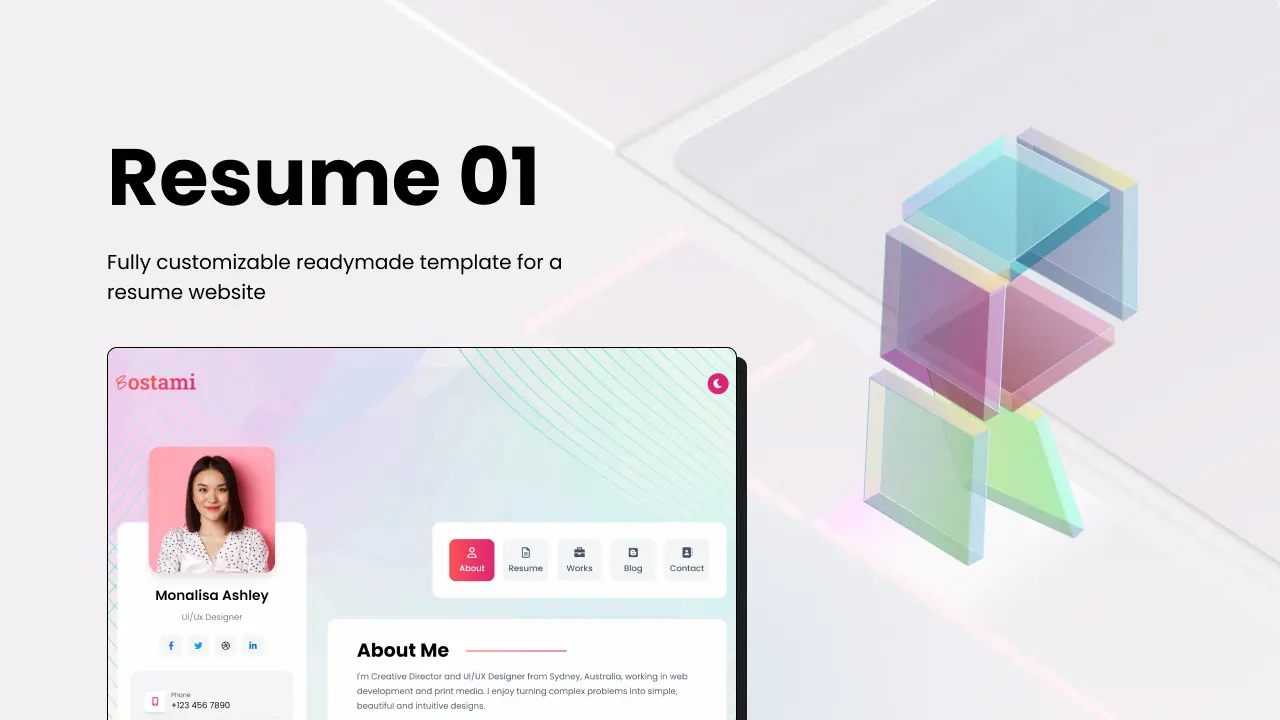 Resume 01
Fully customizable readymade template for a
resume website
Bostami
Monalisa Ashley
UI/Ux Designer
Phone
+123 456 7890
About
Resume
Works
Blog
Contact
About Me
I'm Creative Director and UI/UX Designer from Sydney, Australia, working in web
development and print media. I enjoy turning complex problems into simple,
beautiful and intuitive designs.